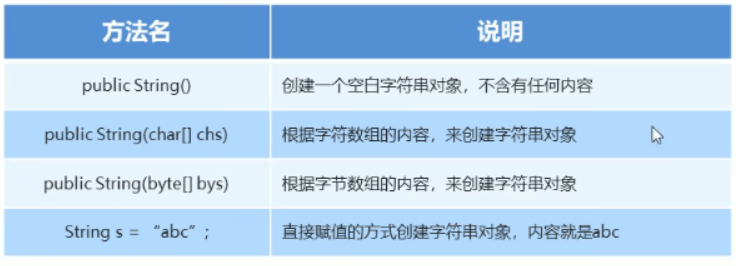 方法名 说明
public String() 创建一个空白字符串对象，不含有任何内容
public String(char[] chs) 根据字符数组的内容，来创建字符串对象
public String(byte[] bys) 根据字节数组的内容，来创建字符串对象
String s = “abc”; 直接赋值的方式创建字符串对象，内容就是abc